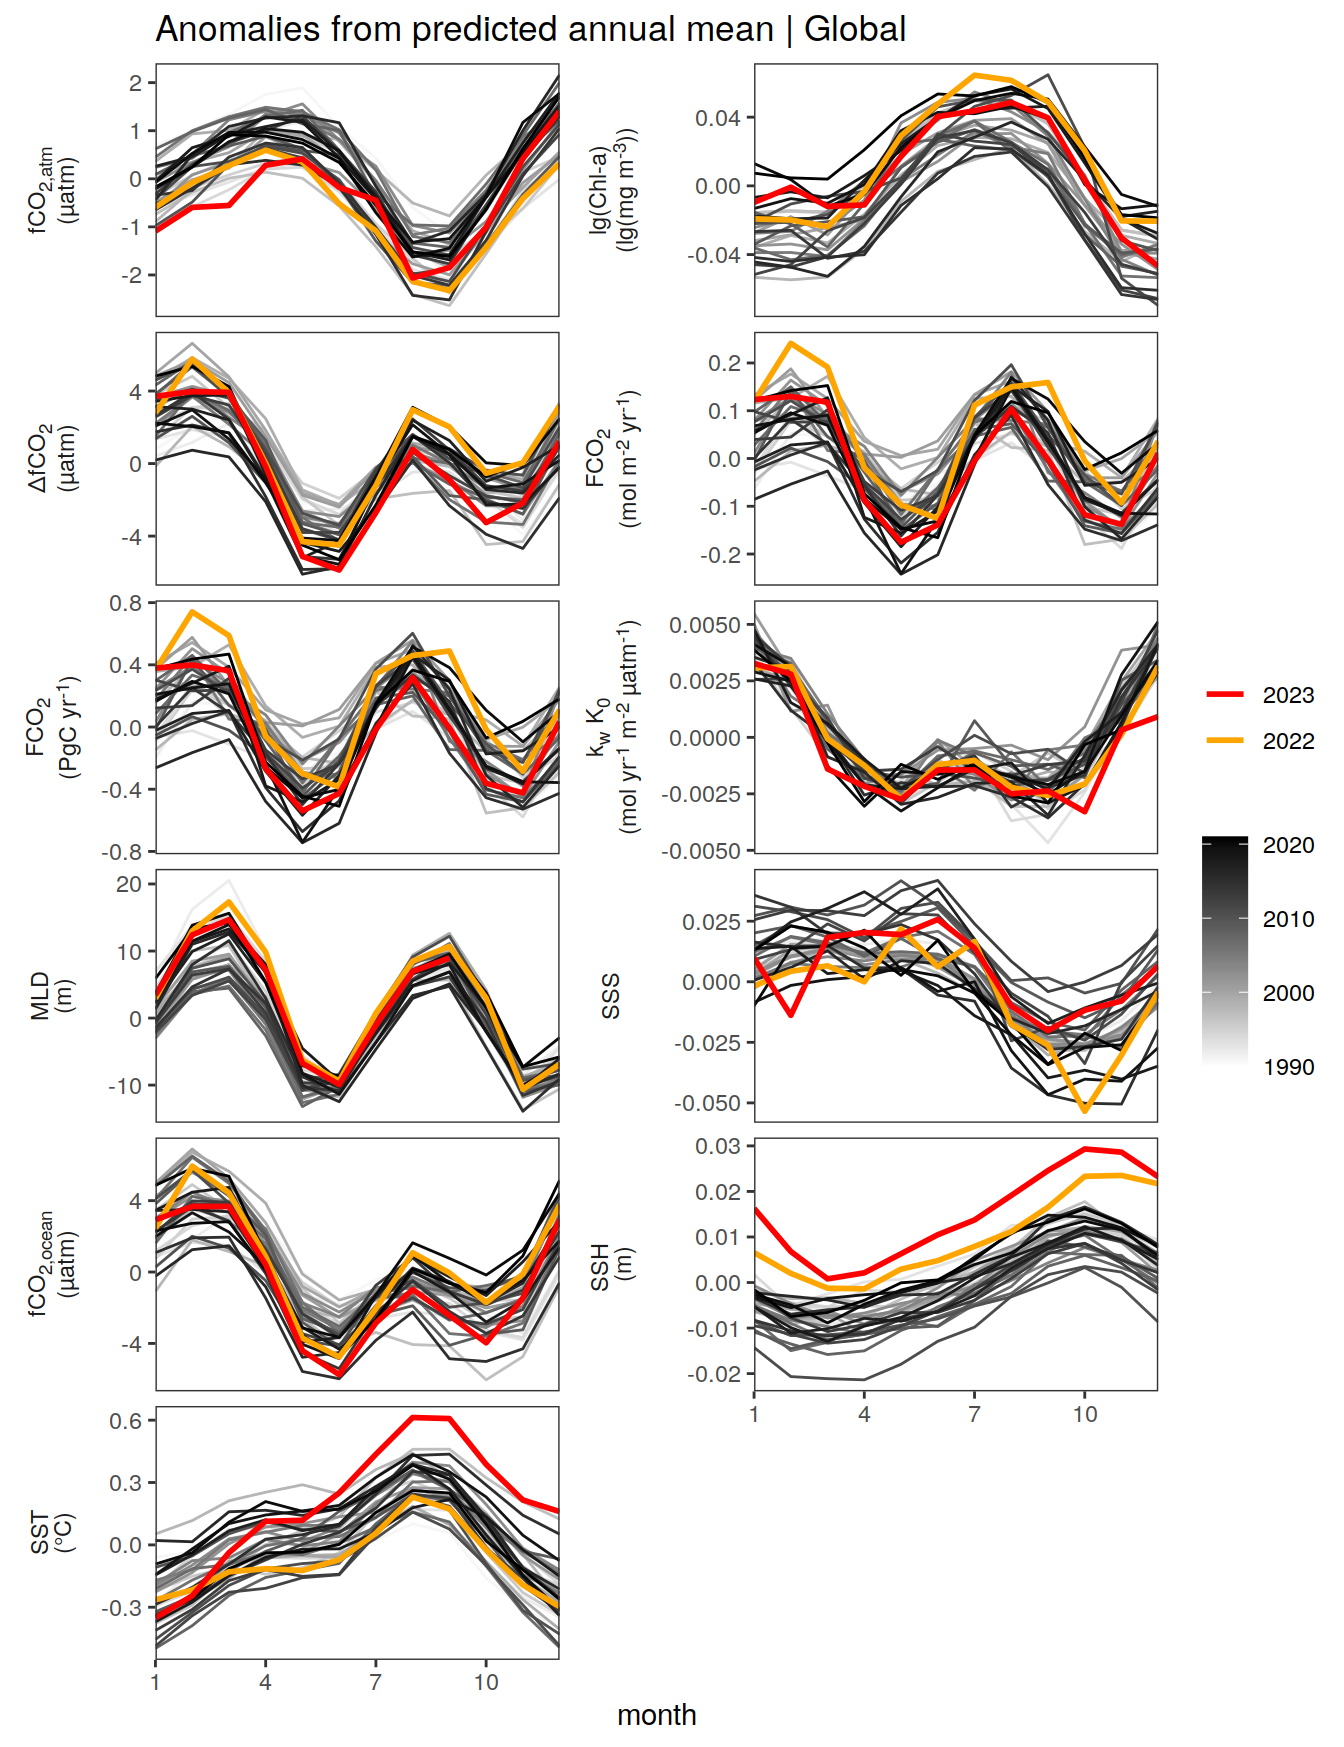 Anomalies from predicted annual mean | Global
fCO2,atm
(µatm)
2
1
0
-1
-2
lg(Chl-a)
(lg(mg m-3))
0.04
0.00
-0.04
ΔfCO2
(µatm)
4
0
-4
FCO2
(mol m-2 yr-1)
0.2
0.1
0.0
-0.1
-0.2
FCO2
(PgC yr-1)
0.8
0.4
0.0
-0.4
-0.8
kw K0
(mol yr-1 m-2 µatm-1)
0.0050
0.0025
0.0000
-0.0025
-0.0050
MLD
(m)
20
10
0
-10
SSS
0.025
0.000
-0.025
-0.050
fCO2,ocean
(µatm)
4
0
-4
SSH
(m)
0.03
0.02
0.01
0.00
-0.01
-0.02
1 4 7 10
SST
(°C)
0.6
0.3
0.0
-0.3
1 4 7 10
month
2023
2022
2020
2010
2000
1990